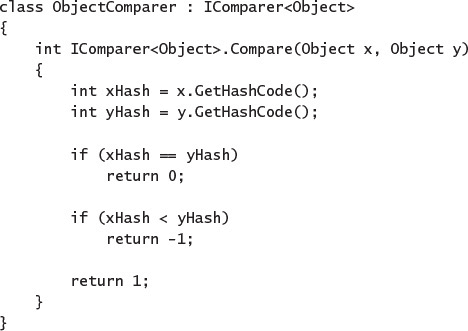 class ObjectComparer : IComparer<Object>
{
    int IComparer<Object>.Compare(Object x, Object y)
    {
        int xHash = x.GetHashCode();
        int yHash = y.GetHashCode();

        if (xHash == yHash)
            return 0;

        if (xHash < yHash)
            return -1;

        return 1;
    }
}